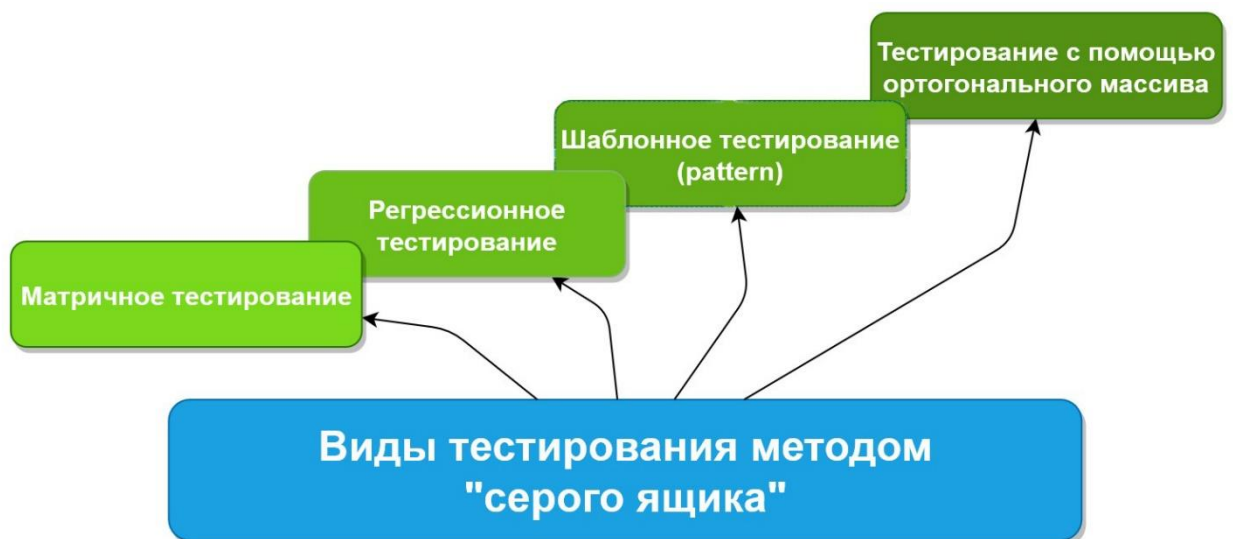 Тестирование с помощью
ортогонального массива
Шаблонное тестирование
(pattern)
Регрессионное
тестирование
Матричное тестирование
Виды тестирования методом
"серого ящика"